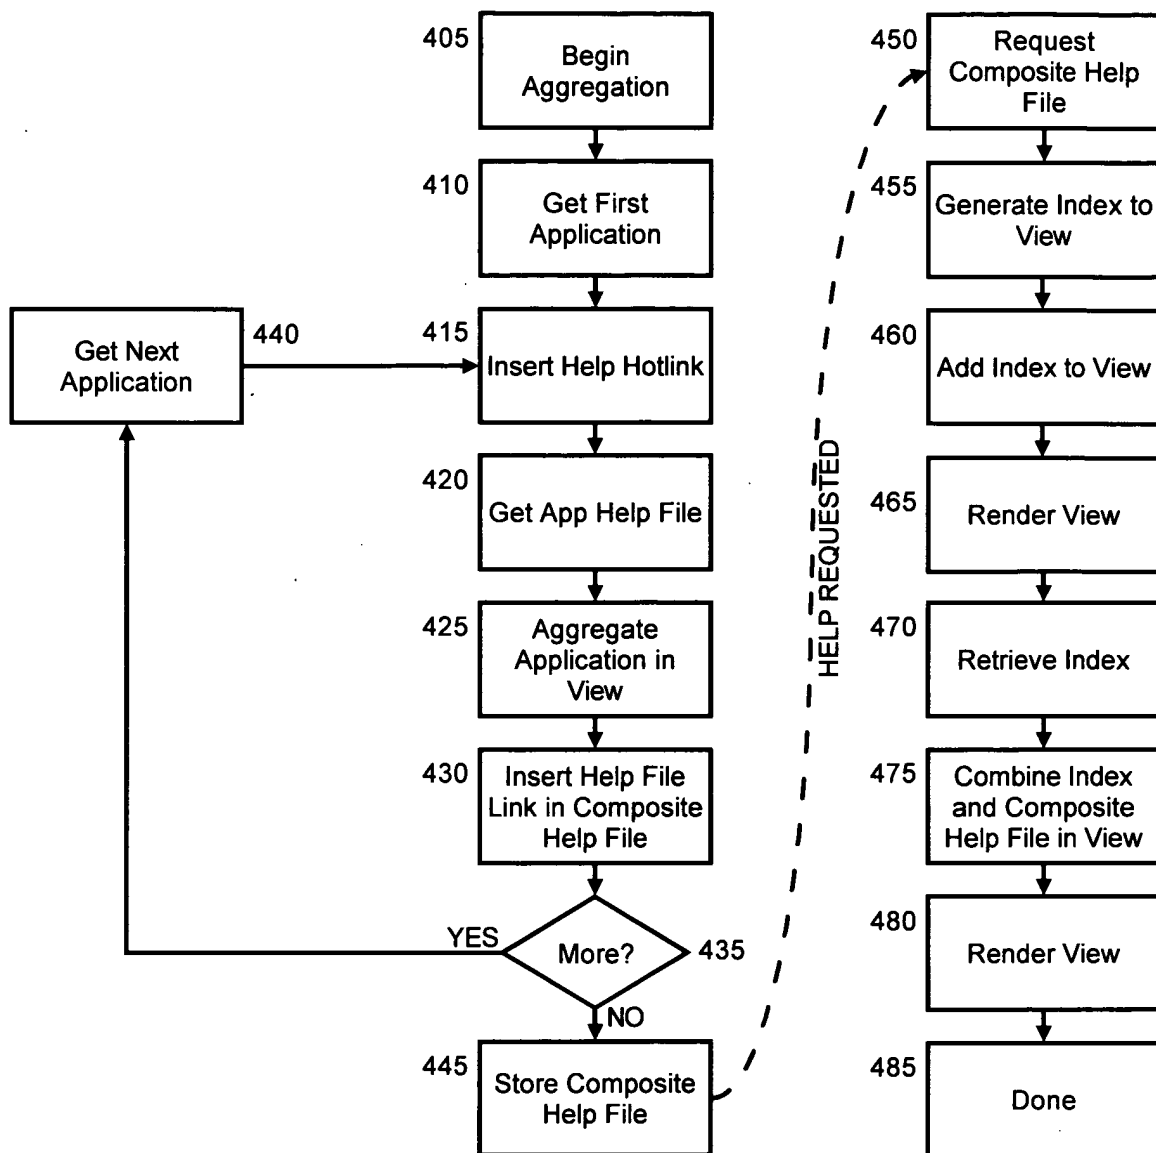 405
Begin
Aggregation
410
Get First
Application
440
Get Next
Application
415
Insert Help Hotlink
420
Get App Help File
425
Aggregate
Application in
View
430
Insert Help File
Link in Composite
Help File
YES
More?
435
NO
445
Store Composite
Help File
HELP REQUESTED
450
Request
Composite Help
File
455
Generate Index to
View
460
Add Index to View
465
Render View
470
Retrieve Index
475
Combine Index
and Composite
Help File in View
480
Render View
485
Done